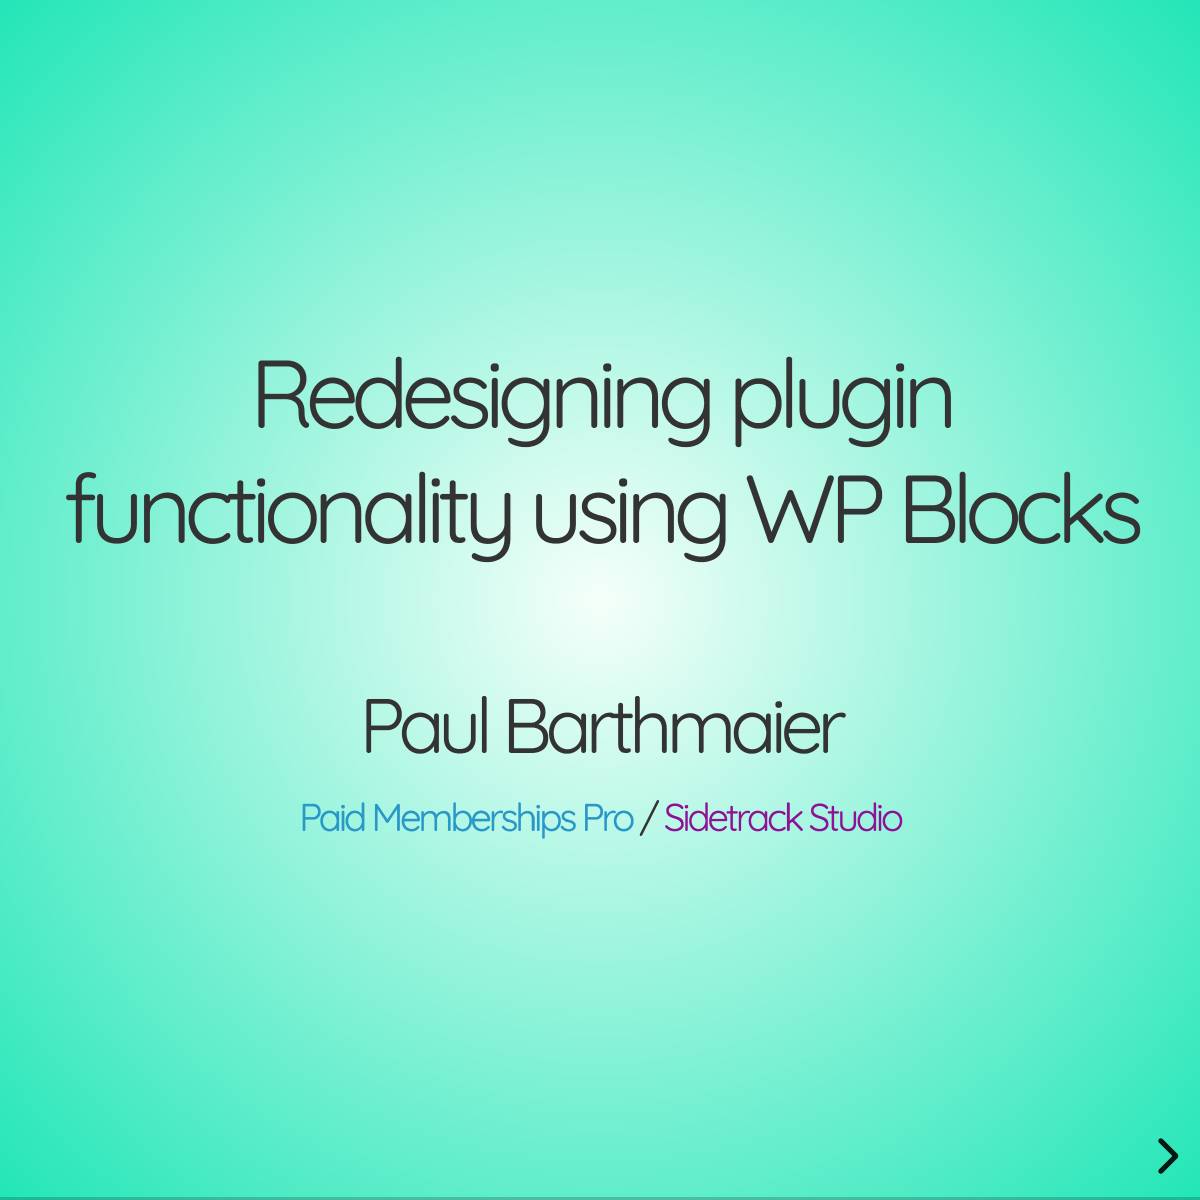 Redesigning plugin
functionality using WP Blocks
Paul Barthmaier
Paid Memberships Pro / Sidetrack Studio